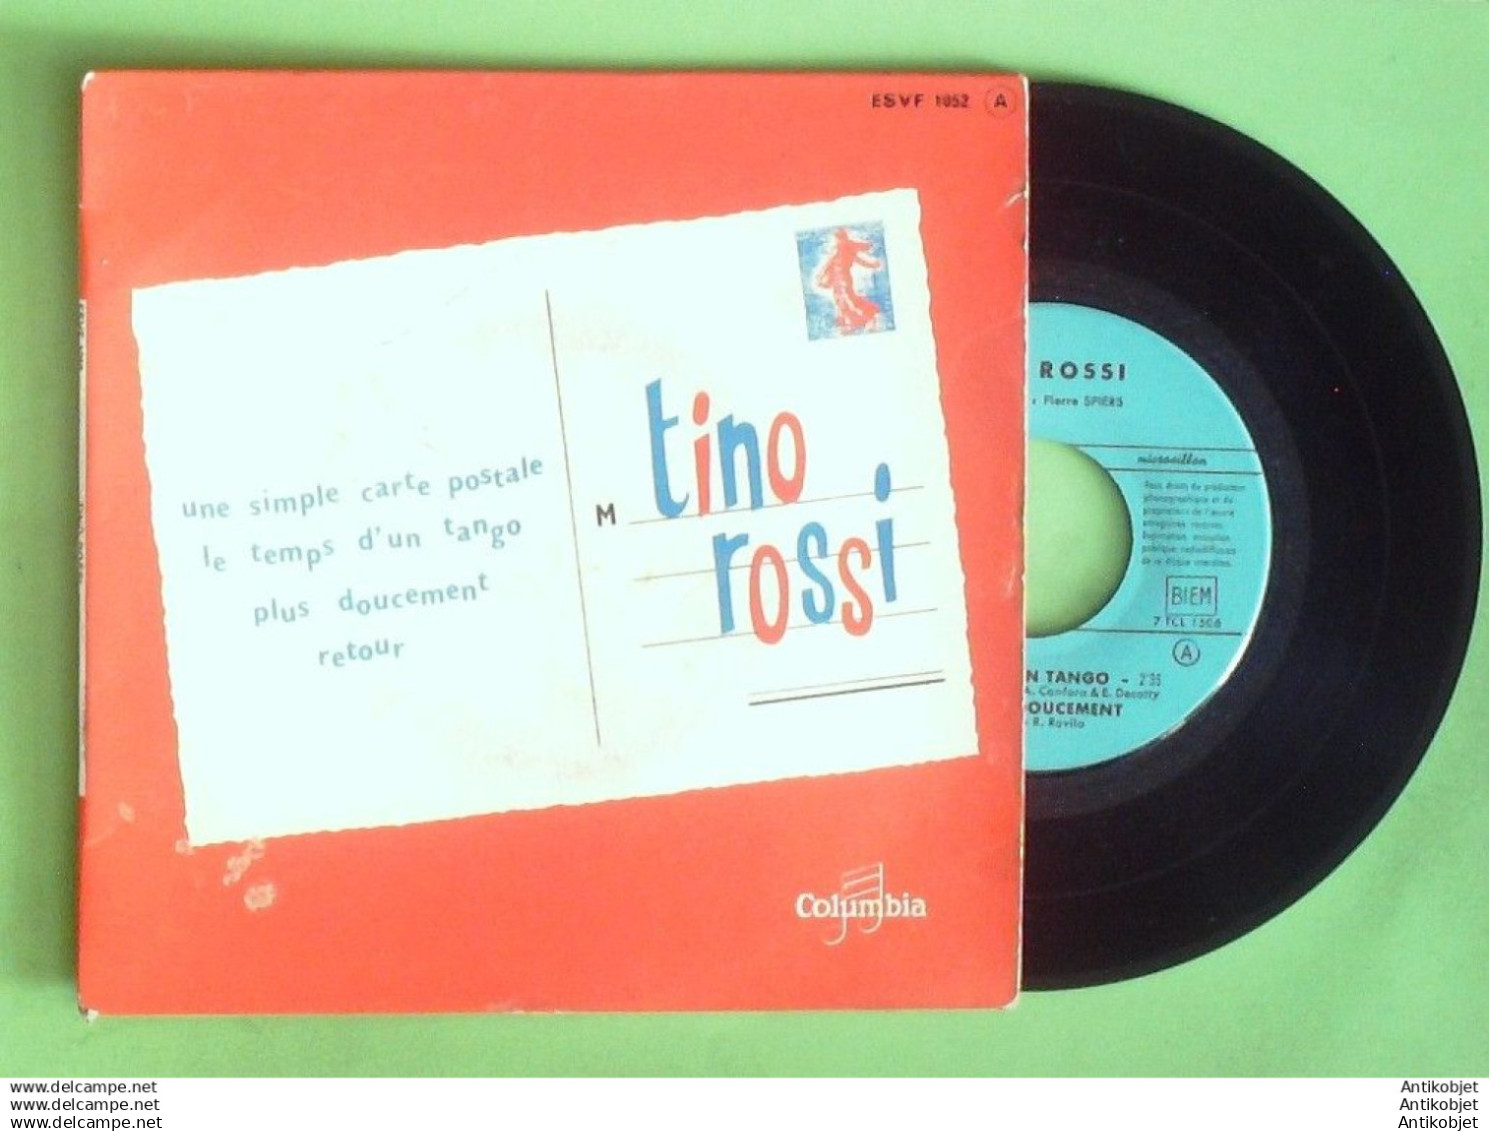 ESVF 1052 A
une simple carte postale
le temps d'un tango
plus doucement
retour
M
tino
rossi
Columbia
ROSSI
Pierre SPIERS
microsillon
BIEM
7 TCL 1506
A
N TANGO - 2'35
A. Canfora & E. Decotty
OUCEMENT
R. Ravilo
www.delcampe.net
www.delcampe.net
www.delcampe.net
Antikobjet
Antikobjet
Antikobjet